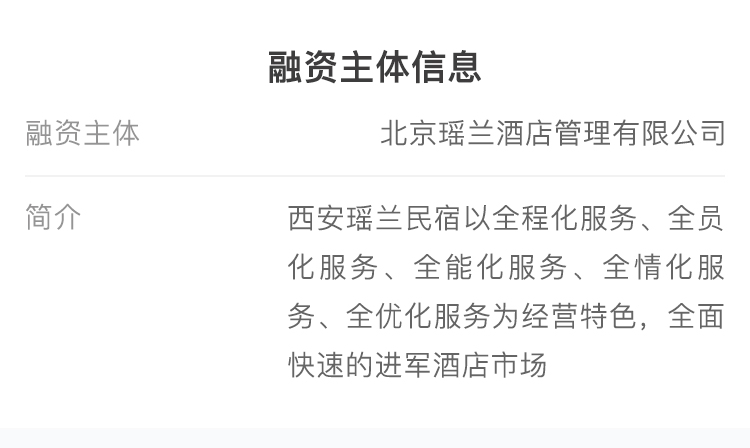 融资主体信息
融资主体 北京瑶兰酒店管理有限公司
简介 西安瑶兰民宿以全程化服务、全员
化服务、全能化服务、全情化服
务、全优化服务为经营特色，全面
快速的进军酒店市场